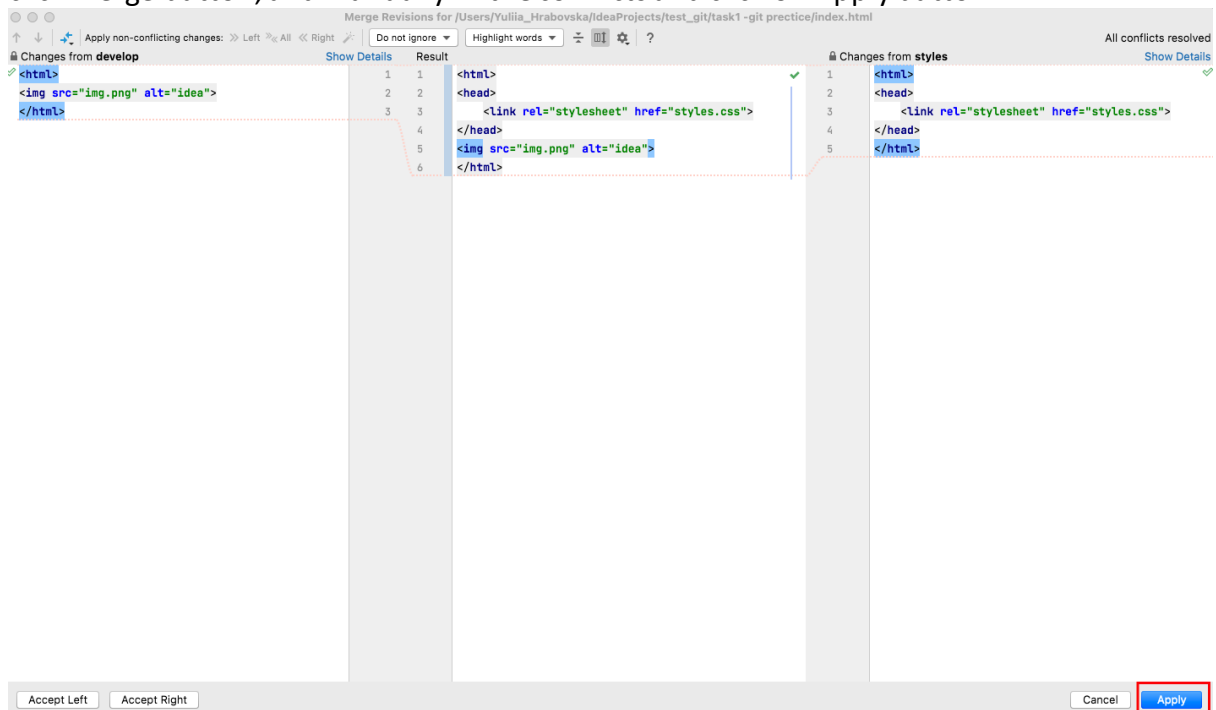 Merge Revisions for /Users/Yuliia_Hrabovska/IdeaProjects/test_git/task1 -git prectice/index.html
Apply non-conflicting changes: Left All Right Do not ignore Highlight words ? All conflicts resolved
Changes from develop Show Details Result Changes from styles Show Details
<html>
<img src="img.png" alt="idea">
</html>
1
2
3
1 <html>
2 <head>
3 <link rel="stylesheet" href="styles.css">
4 </head>
5 <img src="img.png" alt="idea">
6 </html>
1 <html>
2 <head>
3 <link rel="stylesheet" href="styles.css">
4 </head>
5 </html>
Accept Left Accept Right Cancel Apply